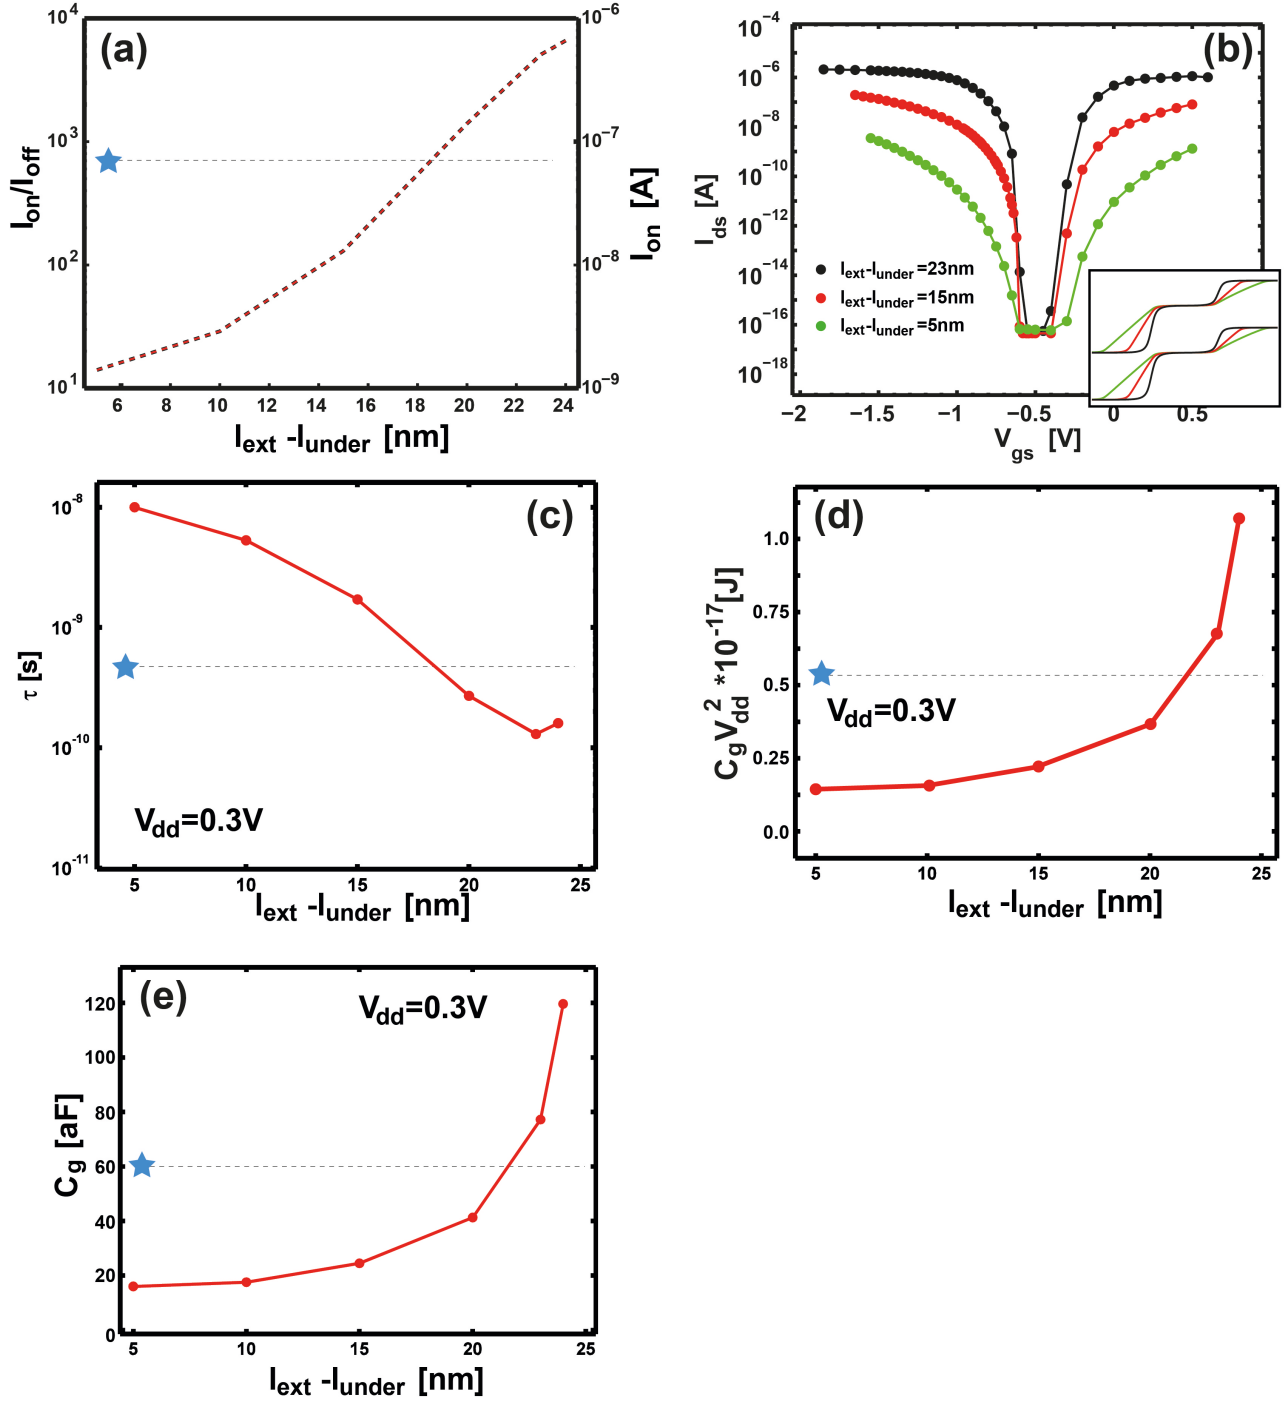 (a)
10^4
10^3
10^2
10^1
I_on/I_off
10^-6
10^-7
10^-8
10^-9
I_on [A]
6 8 10 12 14 16 18 20 22 24
l_ext -l_under [nm]
(b)
10^-4
10^-6
10^-8
10^-10
10^-12
10^-14
10^-16
10^-18
I_ds [A]
l_ext-l_under=23nm
l_ext-l_under=15nm
l_ext-l_under=5nm
−2 −1.5 −1 −0.5 0 0.5
V_gs [V]
(c)
10^-8
10^-9
10^-10
10^-11
τ [s]
V_dd=0.3V
5 10 15 20 25
l_ext -l_under [nm]
(d)
1.0
0.75
0.5
0.25
0.0
C_gV_dd^2 *10^-17[J]
V_dd=0.3V
5 10 15 20 25
l_ext -l_under [nm]
(e)
V_dd=0.3V
120
100
80
60
40
20
0
C_g [aF]
5 10 15 20 25
l_ext -l_under [nm]